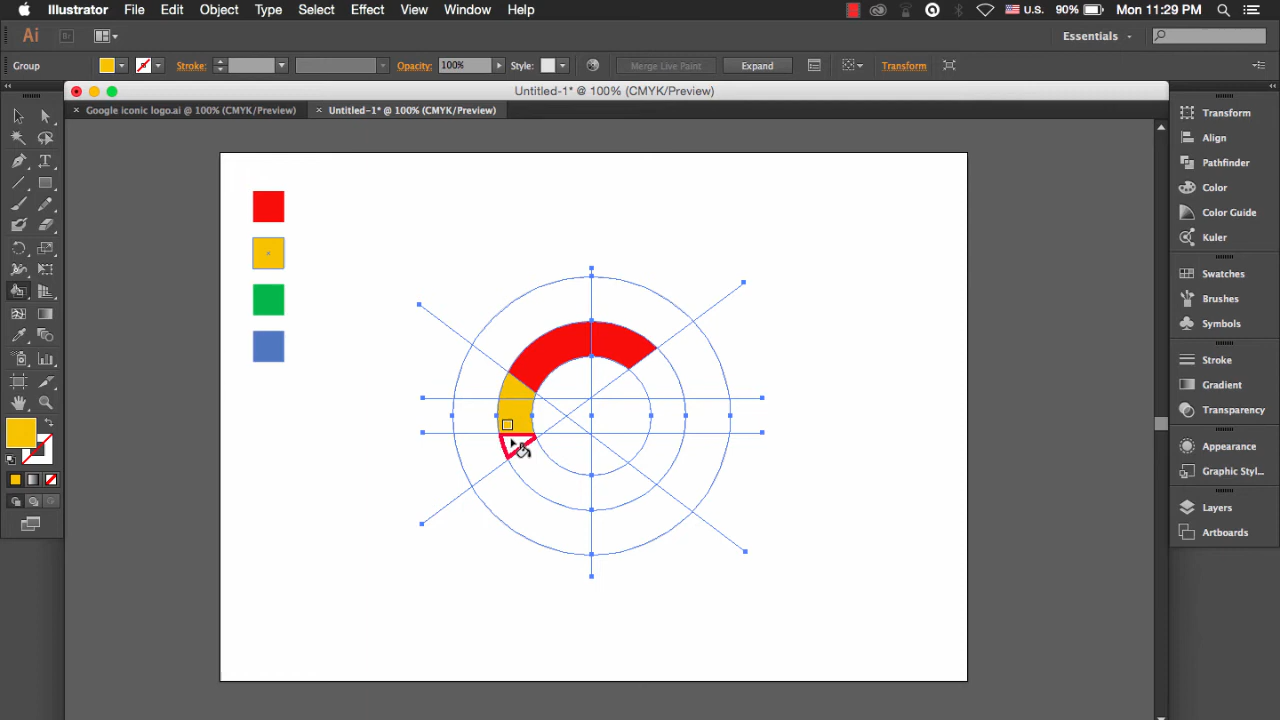 Illustrator File Edit Object Type Select Effect View Window Help U.S. 90% Mon 11:29 PM
Ai Br Essentials
Group Stroke: Opacity: 100% Style: Merge Live Paint Expand Transform
Untitled-1* @ 100% (CMYK/Preview)
Google iconic logo.ai @ 100% (CMYK/Preview) Untitled-1* @ 100% (CMYK/Preview)
Transform
Align
Pathfinder
Color
Color Guide
Kuler
Swatches
Brushes
Symbols
Stroke
Gradient
Transparency
Appearance
Graphic Styl...
Layers
Artboards